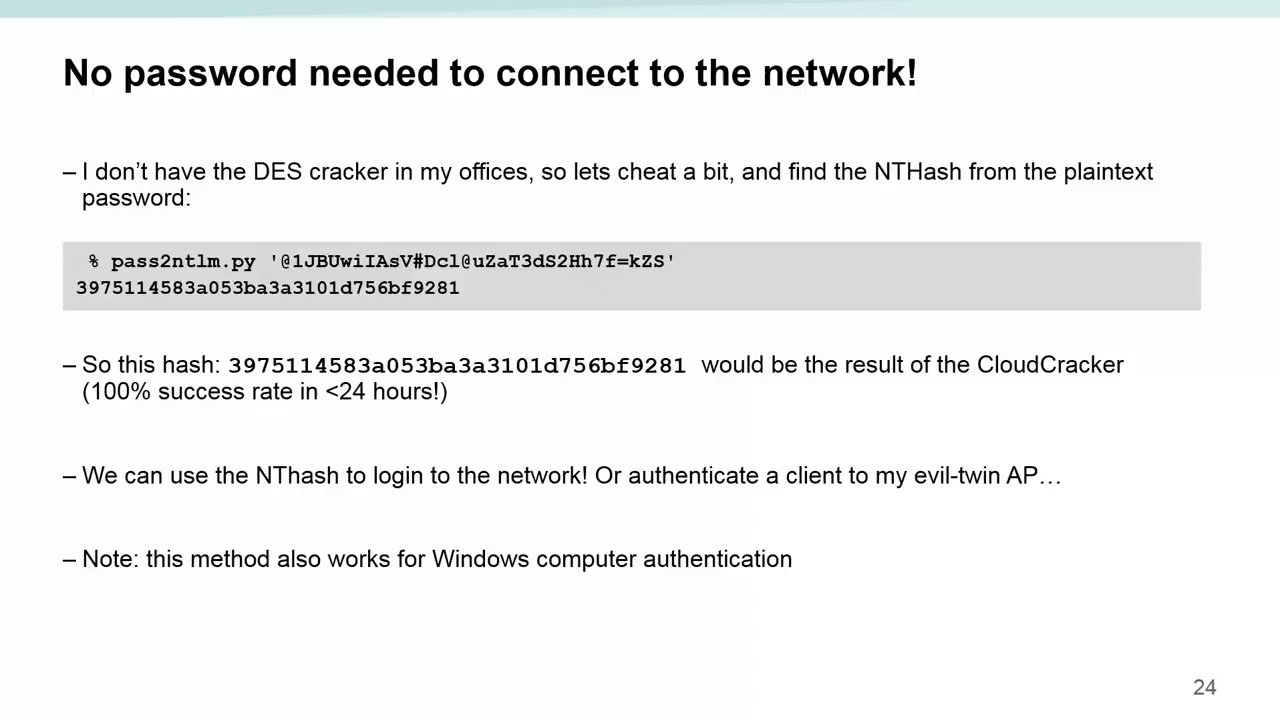 No password needed to connect to the network!
– I don’t have the DES cracker in my offices, so lets cheat a bit, and find the NTHash from the plaintext
password:
% pass2ntlm.py '@1JBUwiIAsV#Dcl@uZaT3dS2Hh7f=kZS'
3975114583a053ba3a3101d756bf9281
– So this hash: 3975114583a053ba3a3101d756bf9281 would be the result of the CloudCracker
(100% success rate in <24 hours!)
– We can use the NThash to login to the network! Or authenticate a client to my evil-twin AP…
– Note: this method also works for Windows computer authentication
24